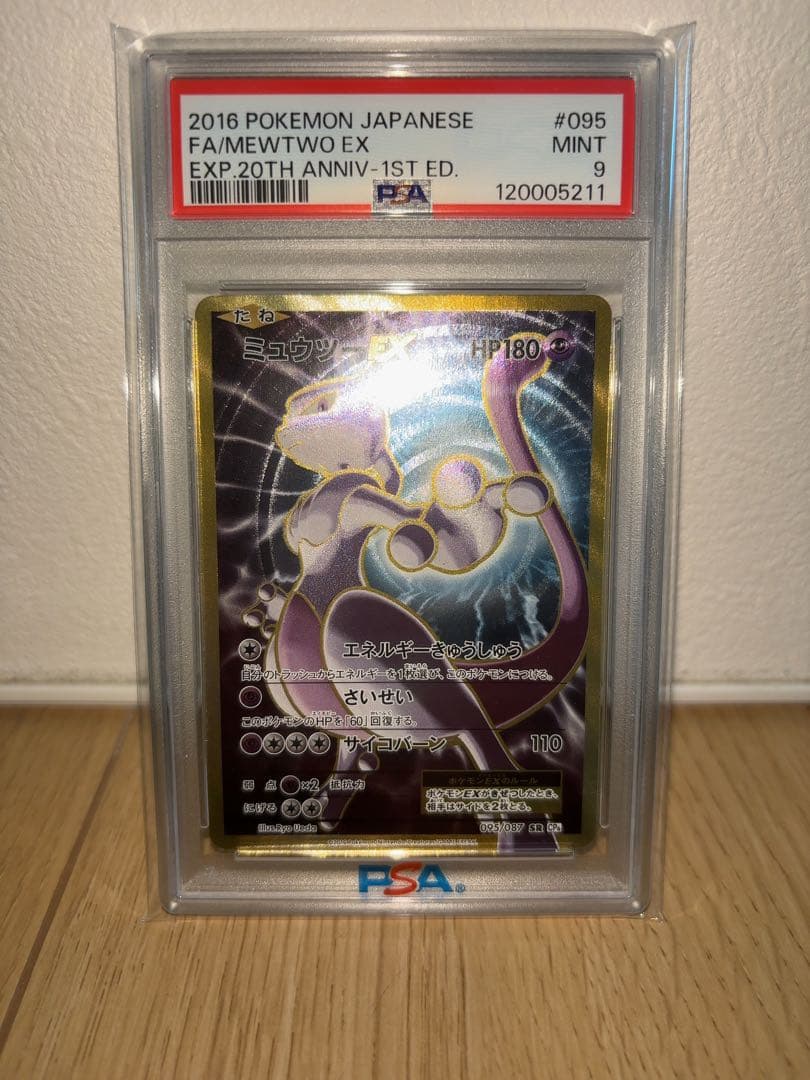 2016 POKEMON JAPANESE #095
FA/MEWTWO EX MINT
EXP.20TH ANNIV-1ST ED. 9
PSA 120005211
たね
ミュウツーEX HP180
エネルギーきゅうしゅう
自分のトラッシュからエネルギーを1枚選び、このポケモンにつける。
さいせい
このポケモンのHPを「60」回復する。
サイコバーン 110
弱点 ×2 抵抗力
にげる
ポケモンEXのルール
ポケモンEXがきぜつしたとき、
相手はサイドを2枚とる。
Illus.Ryo Ueda 095/087 SR CP6
PSA®